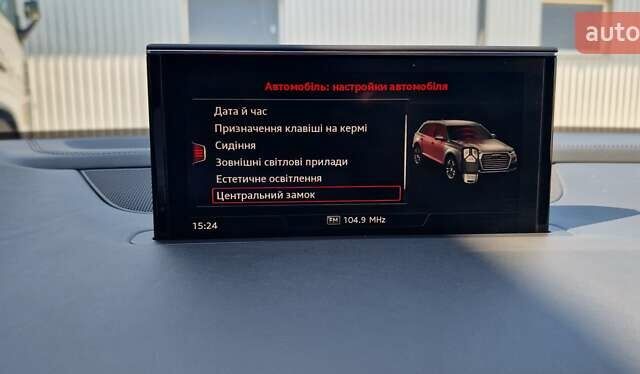 auto
Автомобіль: настройки автомобіля
Дата й час
Призначення клавіші на кермі
Сидіння
Зовнішні світлові прилади
Естетичне освітлення
Центральний замок
15:24
FM 104.9 MHz